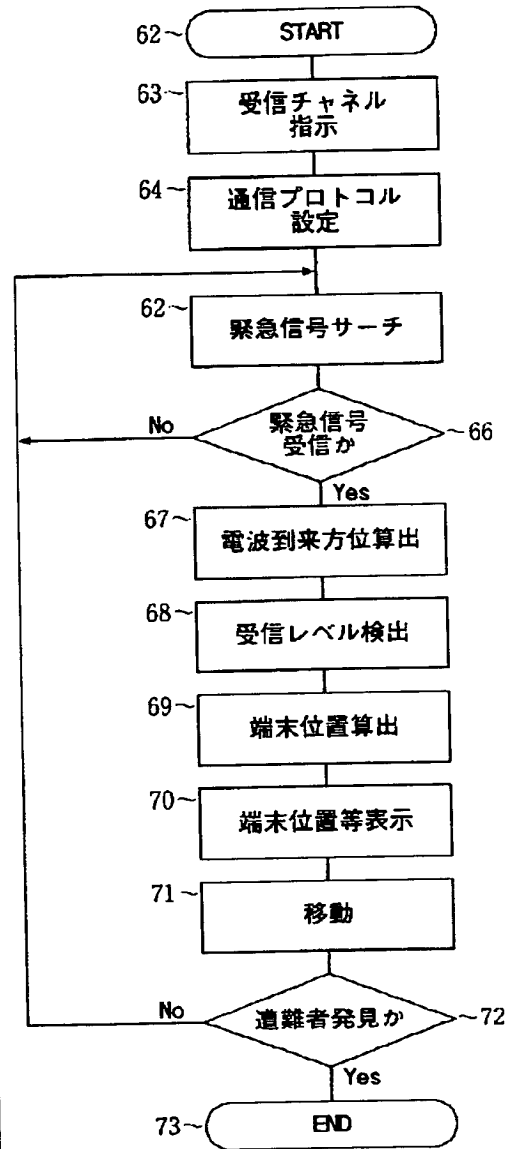 62 START
63 受信チャネル
指示
64 通信プロトコル
設定
62 緊急信号サーチ
緊急信号
受信か
No
66
Yes
67 電波到来方位算出
68 受信レベル検出
69 端末位置算出
70 端末位置等表示
71 移動
No
遭難者発見か 72
Yes
73 END